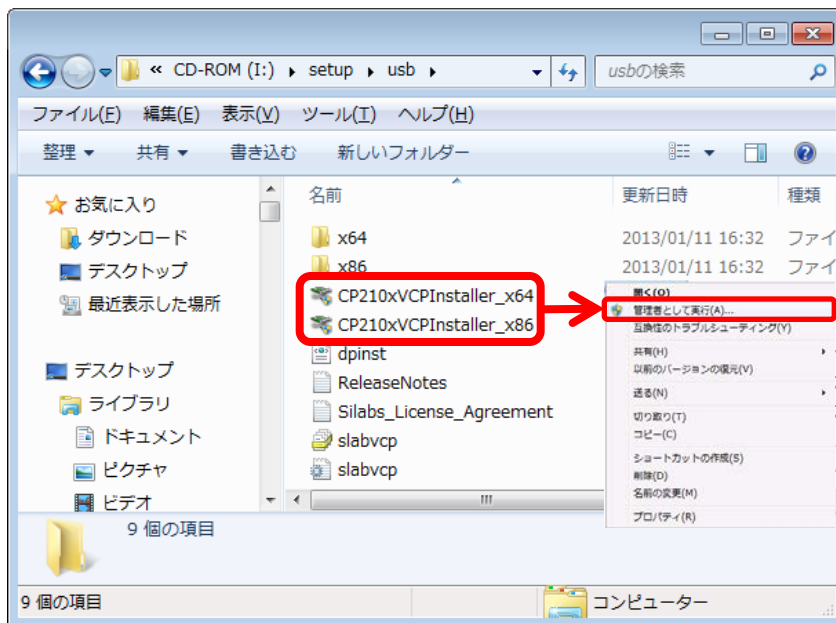 « CD-ROM (I:) ▸ setup ▸ usb ▸
usbの検索
ファイル(F) 編集(E) 表示(V) ツール(T) ヘルプ(H)
整理 ▼ 共有 ▼ 書き込む 新しいフォルダー
お気に入り
ダウンロード
デスクトップ
最近表示した場所
デスクトップ
ライブラリ
ドキュメント
ピクチャ
ビデオ
名前 更新日時 種類
x64 2013/01/11 16:32 ファイ
x86 2013/01/11 16:32 ファイ
CP210xVCPInstaller_x64
CP210xVCPInstaller_x86
dpinst
ReleaseNotes
Silabs_License_Agreement
slabvcp
slabvcp
開く(O)
管理者として実行(A)...
互換性のトラブルシューティング(Y)
共有(H)
以前のバージョンの復元(V)
送る(N)
切り取り(T)
コピー(C)
ショートカットの作成(S)
削除(D)
名前の変更(M)
プロパティ(R)
9 個の項目
9 個の項目 コンピューター